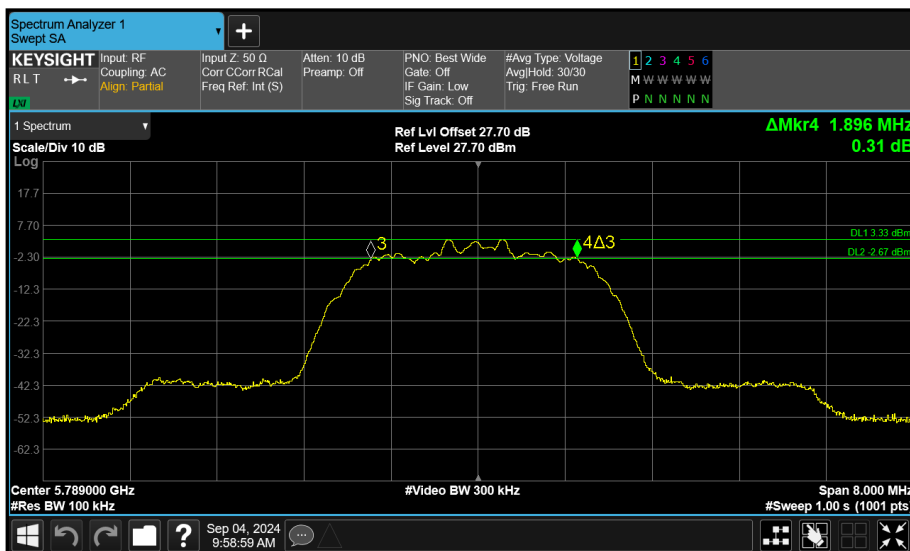 Spectrum Analyzer 1
Swept SA
KEYSIGHT
R L T
LXI
Input: RF
Coupling: AC
Align: Partial
Input Z: 50 Ω
Corr CCorr RCal
Freq Ref: Int (S)
Atten: 10 dB
Preamp: Off
PNO: Best Wide
Gate: Off
IF Gain: Low
Sig Track: Off
#Avg Type: Voltage
Avg|Hold: 30/30
Trig: Free Run
1 2 3 4 5 6
M W W W W W
P N N N N N
1 Spectrum
Scale/Div 10 dB
Ref Lvl Offset 27.70 dB
Ref Level 27.70 dBm
ΔMkr4 1.896 MHz
0.31 dB
Log
17.7
7.70
-2.30
-12.3
-22.3
-32.3
-42.3
-52.3
-62.3
3
4Δ3
DL1 3.33 dBm
DL2 -2.67 dBm
Center 5.789000 GHz
#Res BW 100 kHz
#Video BW 300 kHz
Span 8.000 MHz
#Sweep 1.00 s (1001 pts)
?
Sep 04, 2024
9:58:59 AM